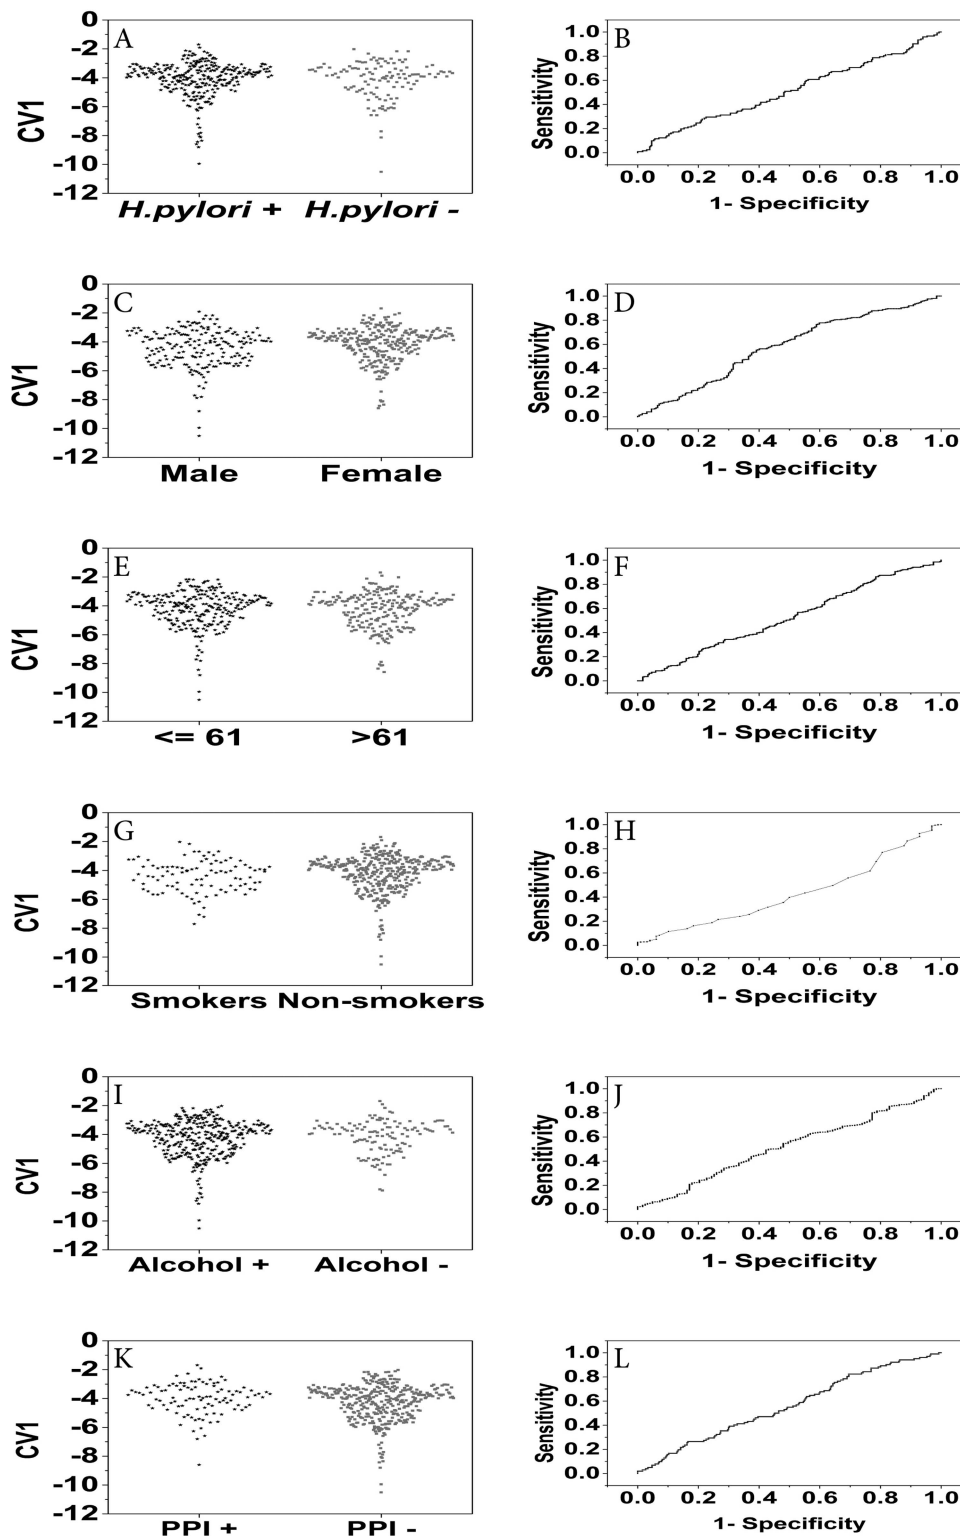 A
CV1
0
-2
-4
-6
-8
-10
-12
H.pylori + H.pylori -
B
Sensitivity
1.0
0.8
0.6
0.4
0.2
0.0
0.0 0.2 0.4 0.6 0.8 1.0
1- Specificity
C
CV1
0
-2
-4
-6
-8
-10
-12
Male Female
D
Sensitivity
1.0
0.8
0.6
0.4
0.2
0.0
0.0 0.2 0.4 0.6 0.8 1.0
1- Specificity
E
CV1
0
-2
-4
-6
-8
-10
-12
<= 61 >61
F
Sensitivity
1.0
0.8
0.6
0.4
0.2
0.0
0.0 0.2 0.4 0.6 0.8 1.0
1- Specificity
G
CV1
0
-2
-4
-6
-8
-10
-12
Smokers Non-smokers
H
Sensitivity
1.0
0.8
0.6
0.4
0.2
0.0
0.0 0.2 0.4 0.6 0.8 1.0
1- Specificity
I
CV1
0
-2
-4
-6
-8
-10
-12
Alcohol + Alcohol -
J
Sensitivity
1.0
0.8
0.6
0.4
0.2
0.0
0.0 0.2 0.4 0.6 0.8 1.0
1- Specificity
K
CV1
0
-2
-4
-6
-8
-10
-12
PPI + PPI -
L
Sensitivity
1.0
0.8
0.6
0.4
0.2
0.0
0.0 0.2 0.4 0.6 0.8 1.0
1- Specificity